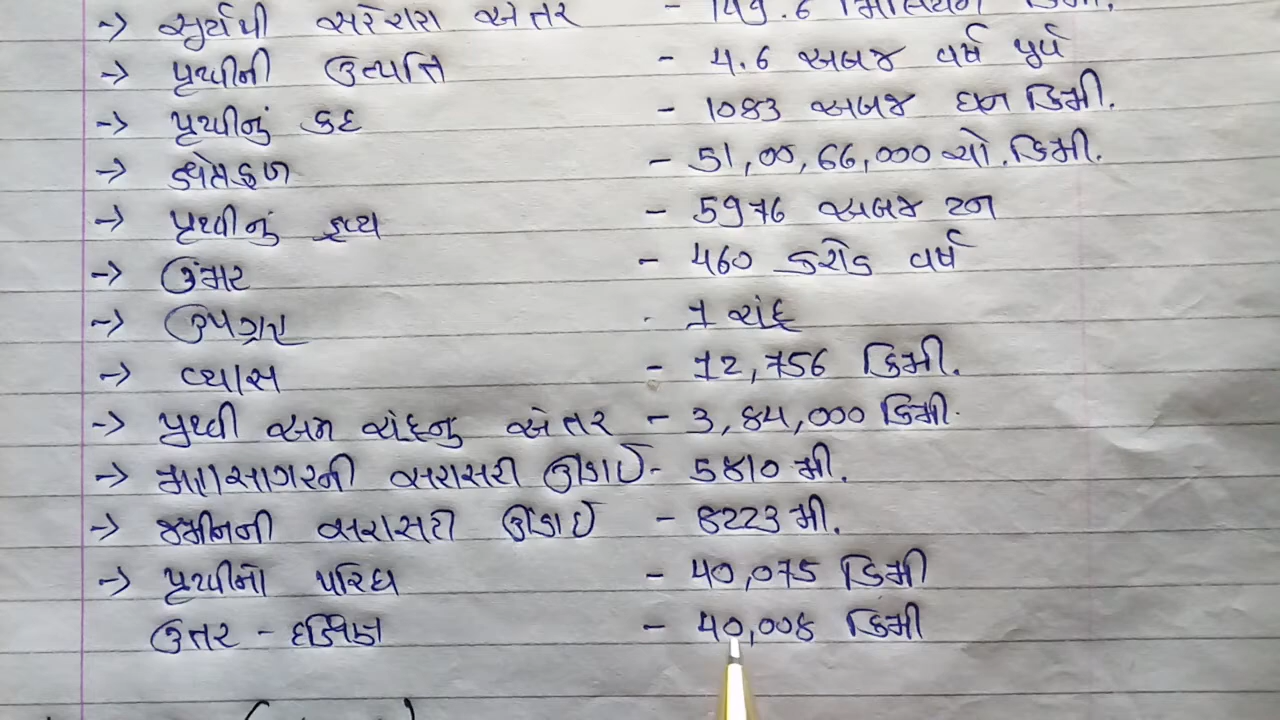 → સૂર્યથી સરેરાશ અંતર - 149.6 મિલિયન કિમી.
→ પૃથ્વીની ઉત્પત્તિ - 4.6 અબજ વર્ષ પૂર્વ
→ પૃથ્વીનું કદ - 1083 અબજ ઘન કિમી.
→ ક્ષેત્રફળ - 51,00,66,000 ચો.કિમી.
→ પૃથ્વીનું દ્રવ્ય - 5976 અબજ ટન
→ ઉંમર - 460 કરોડ વર્ષ
→ ઉપગ્રહ - 1 ચંદ્ર
→ વ્યાસ - 12,756 કિમી.
→ પૃથ્વી અને ચંદ્રનુ અંતર - 3,84,000 કિમી.
→ મહાસાગરની સરાસરી ઊંડાઈ - 5810 મી.
→ જમીનની સરાસરી ઊંડાઈ - 8223 મી.
→ પૃથ્વીનો પરિઘ - 40,075 કિમી
ઉત્તર - દક્ષિણ - 40,008 કિમી